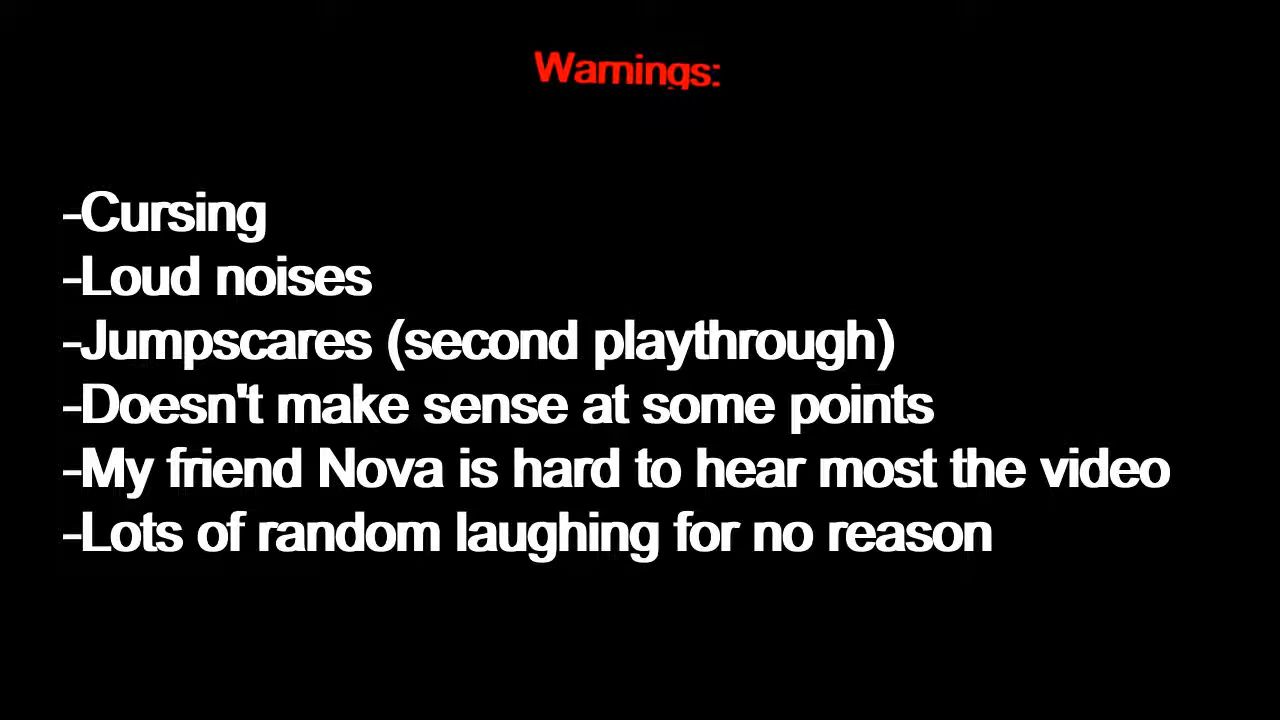 Warnings:
-Cursing
-Loud noises
-Jumpscares (second playthrough)
-Doesn't make sense at some points
-My friend Nova is hard to hear most the video
-Lots of random laughing for no reason